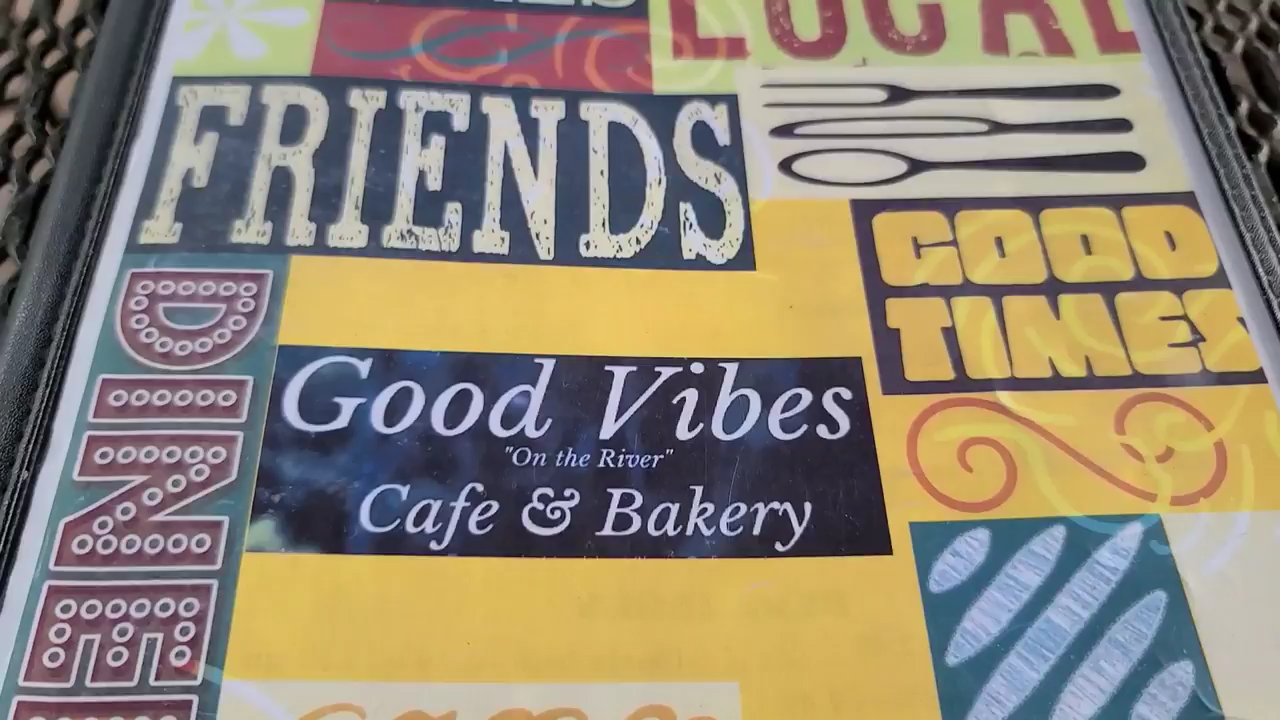 LOCAL
FRIENDS
GOOD
TIMES
DINE
Good Vibes
"On the River"
Cafe & Bakery